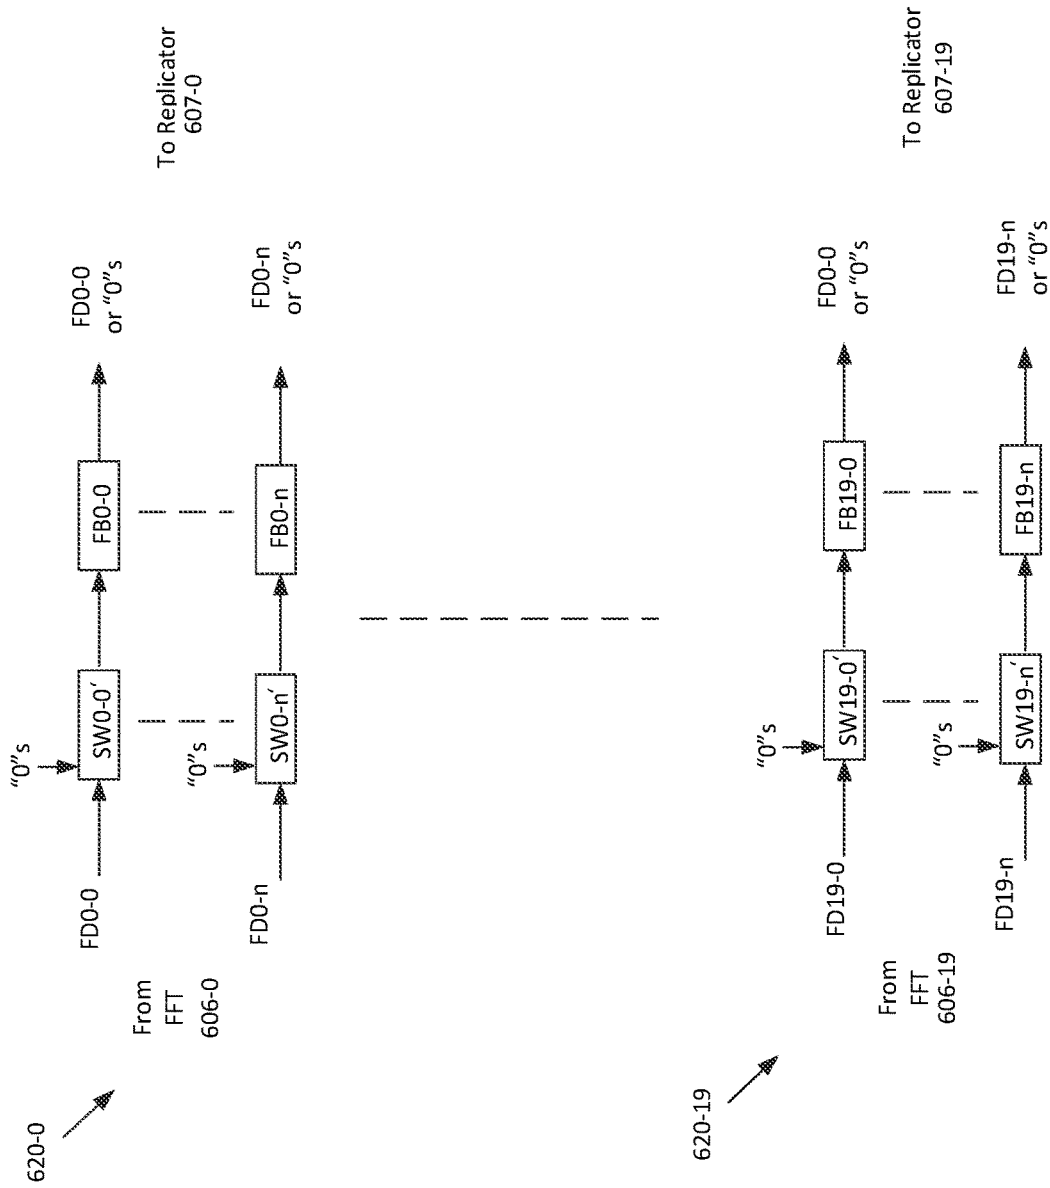 620-0
From
FFT
606-0
FD0-0
"0"s
SW0-0′
FB0-0
FD0-0
or "0"s
To Replicator
607-0
FD0-n
"0"s
SW0-n′
FB0-n
FD0-n
or "0"s
620-19
From
FFT
606-19
FD19-0
"0"s
SW19-0′
FB19-0
FD0-0
or "0"s
To Replicator
607-19
FD19-n
"0"s
SW19-n′
FB19-n
FD19-n
or "0"s